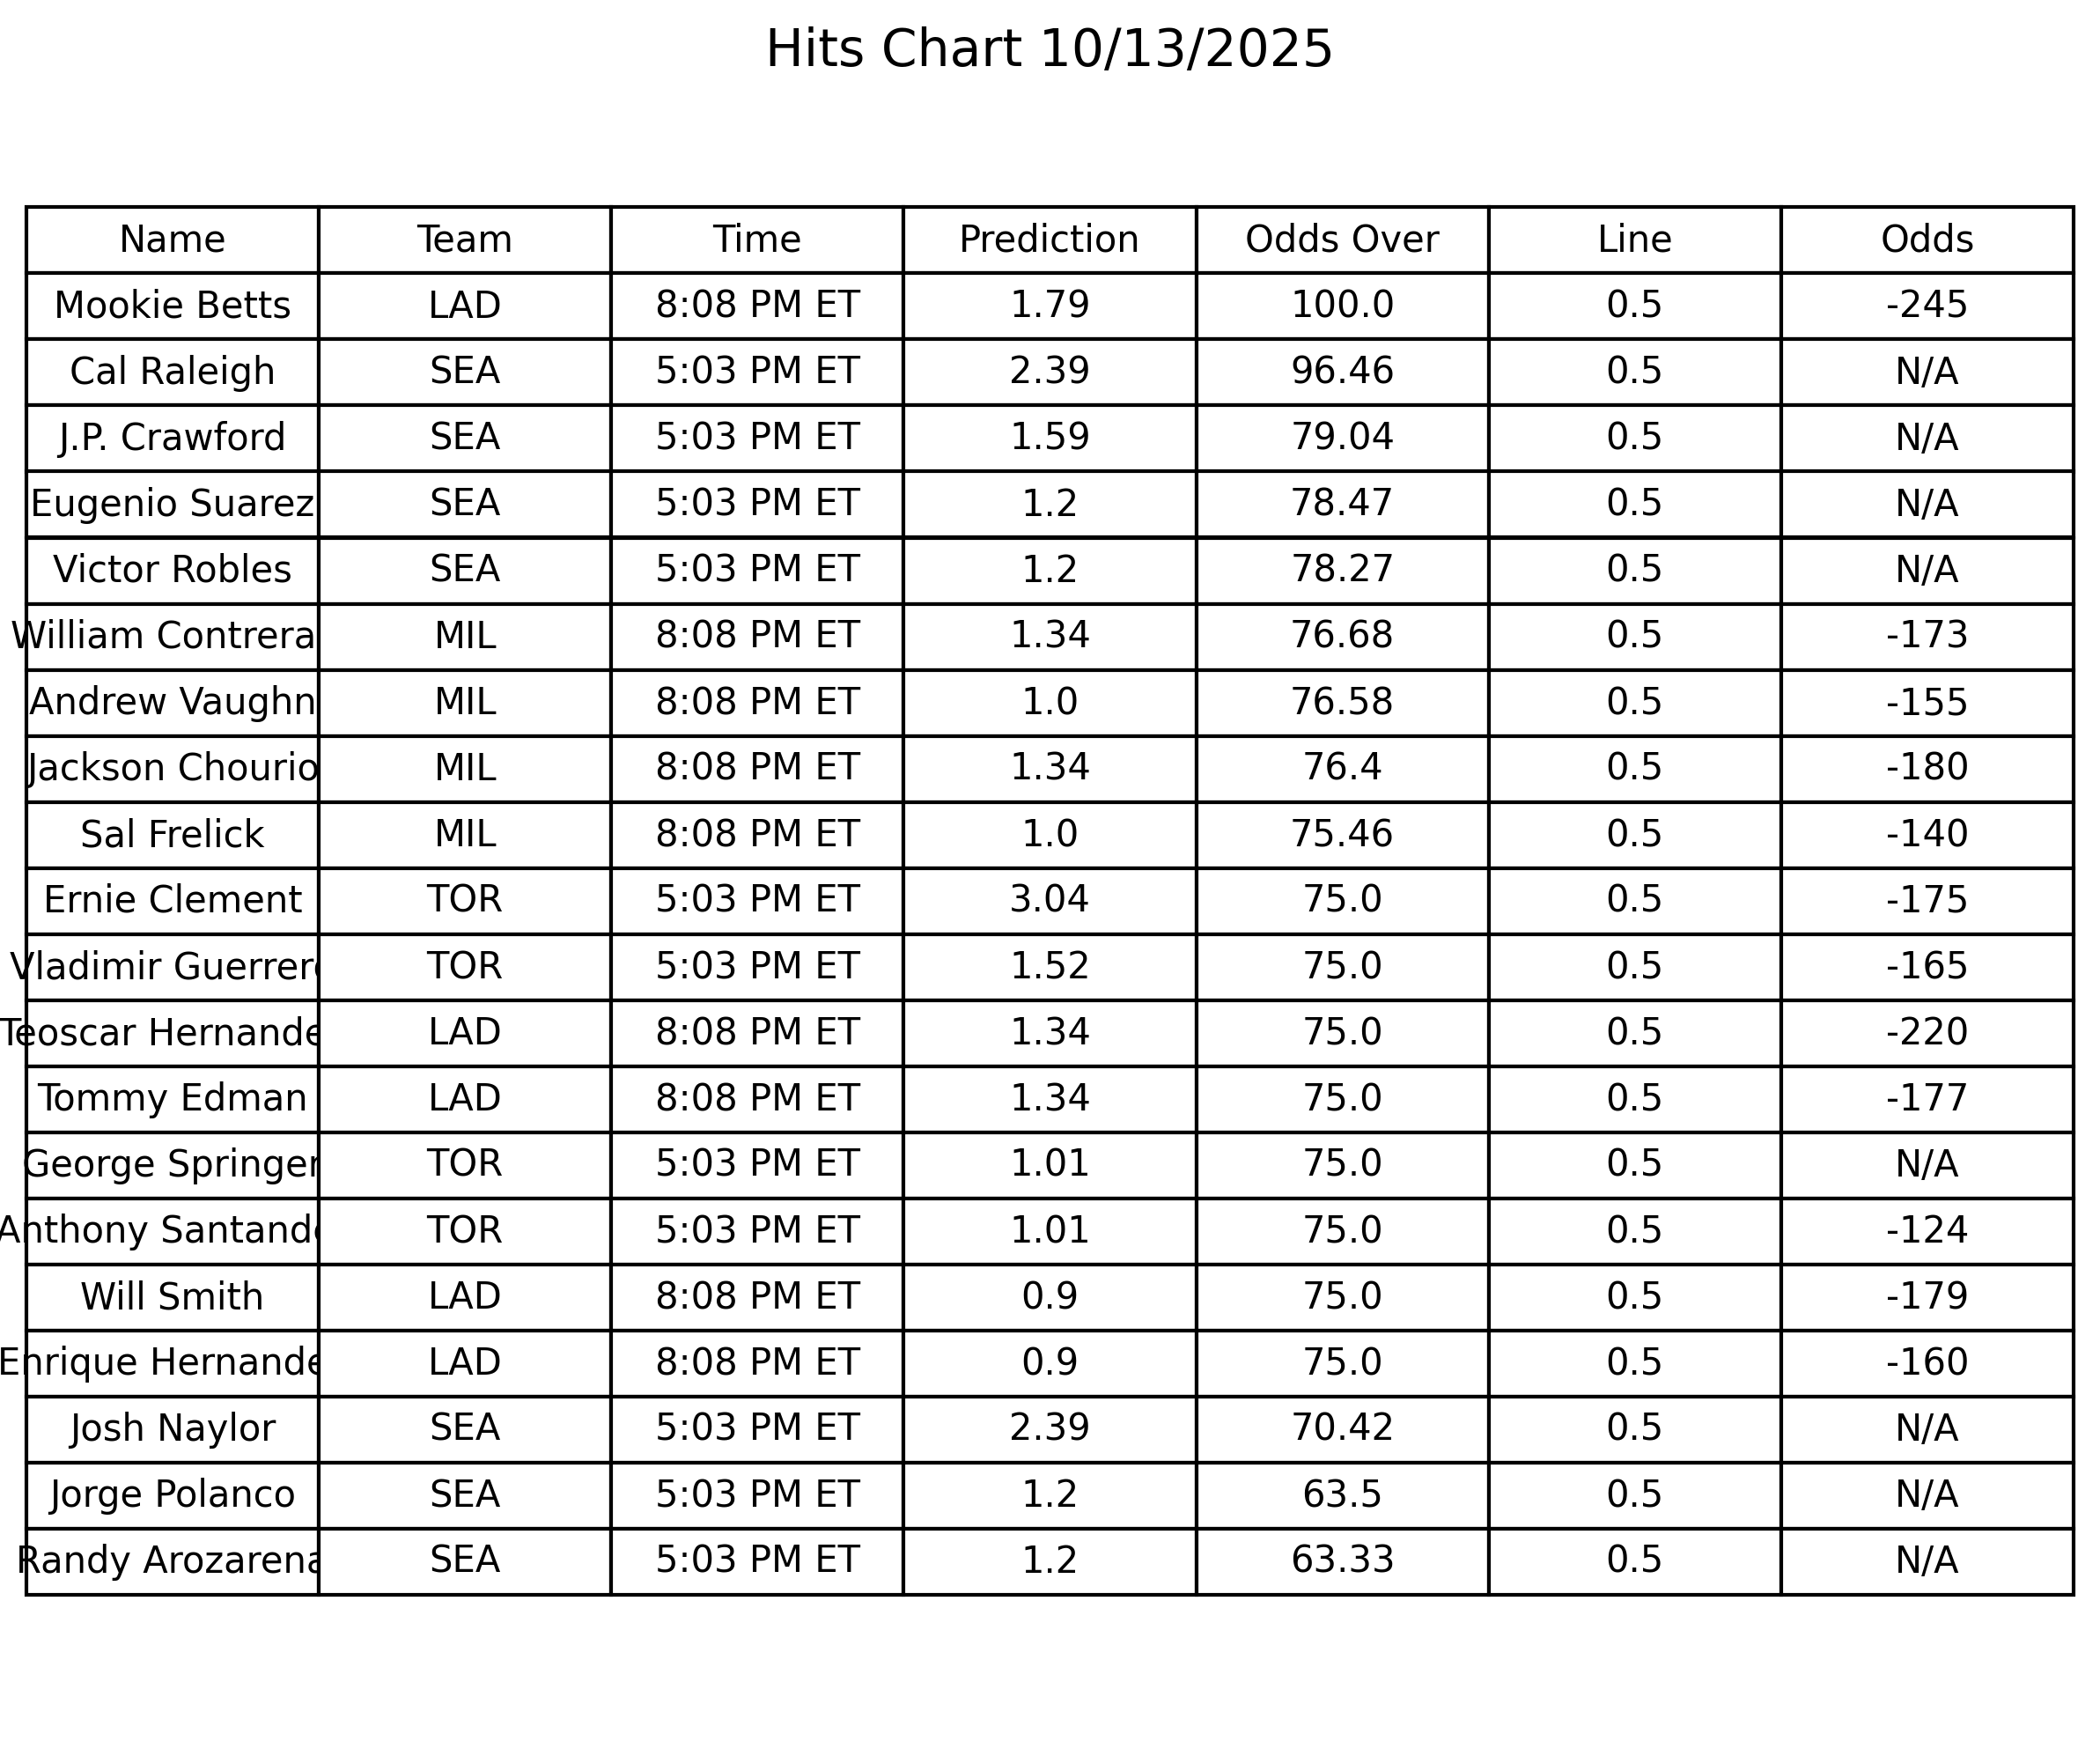 Hits Chart 10/13/2025
Name Team Time Prediction Odds Over Line Odds
Mookie Betts LAD 8:08 PM ET 1.79 100.0 0.5 -245
Cal Raleigh SEA 5:03 PM ET 2.39 96.46 0.5 N/A
J.P. Crawford SEA 5:03 PM ET 1.59 79.04 0.5 N/A
Eugenio Suarez SEA 5:03 PM ET 1.2 78.47 0.5 N/A
Victor Robles SEA 5:03 PM ET 1.2 78.27 0.5 N/A
William Contrera MIL 8:08 PM ET 1.34 76.68 0.5 -173
Andrew Vaughn MIL 8:08 PM ET 1.0 76.58 0.5 -155
Jackson Chourio MIL 8:08 PM ET 1.34 76.4 0.5 -180
Sal Frelick MIL 8:08 PM ET 1.0 75.46 0.5 -140
Ernie Clement TOR 5:03 PM ET 3.04 75.0 0.5 -175
Vladimir Guerrero TOR 5:03 PM ET 1.52 75.0 0.5 -165
Teoscar Hernande LAD 8:08 PM ET 1.34 75.0 0.5 -220
Tommy Edman LAD 8:08 PM ET 1.34 75.0 0.5 -177
George Springer TOR 5:03 PM ET 1.01 75.0 0.5 N/A
Anthony Santande TOR 5:03 PM ET 1.01 75.0 0.5 -124
Will Smith LAD 8:08 PM ET 0.9 75.0 0.5 -179
Enrique Hernande LAD 8:08 PM ET 0.9 75.0 0.5 -160
Josh Naylor SEA 5:03 PM ET 2.39 70.42 0.5 N/A
Jorge Polanco SEA 5:03 PM ET 1.2 63.5 0.5 N/A
Randy Arozarena SEA 5:03 PM ET 1.2 63.33 0.5 N/A